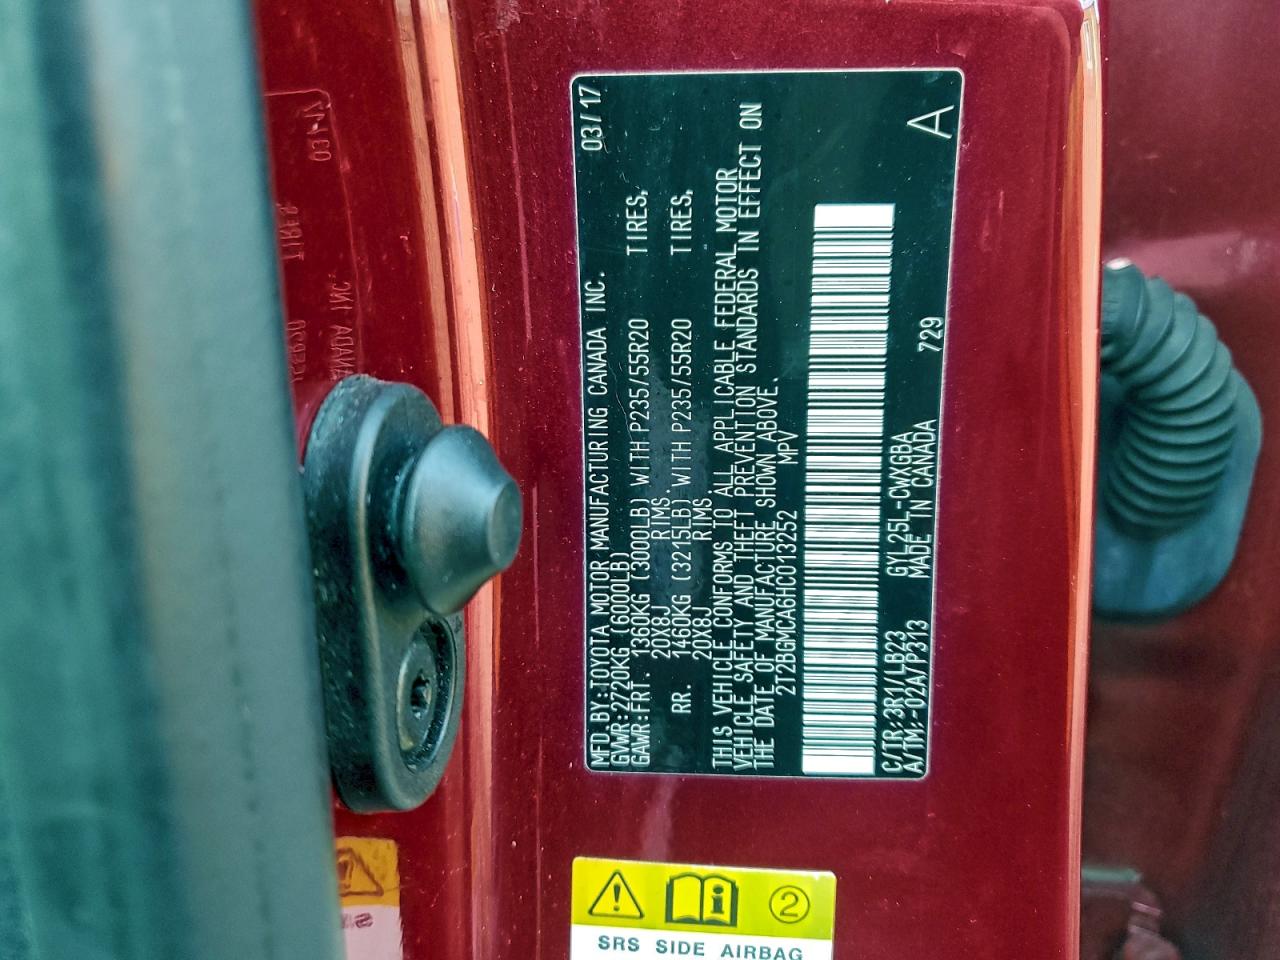 MFD.BY:TOYOTA MOTOR MANUFACTURING CANADA INC. 03/17
GVWR:2720KG (6000LB)
GAWR:FRT. 1360KG (3000LB) WITH P235/55R20 TIRES,
20X8J RIMS.
RR. 1460KG (3215LB) WITH P235/55R20 TIRES,
20X8J RIMS.
THIS VEHICLE CONFORMS TO ALL APPLICABLE FEDERAL MOTOR
VEHICLE SAFETY AND THEFT PREVENTION STANDARDS IN EFFECT ON
THE DATE OF MANUFACTURE SHOWN ABOVE.
2T2BGMCA6HC013252 MPV
C/TR:3R1/LB23 GYL25L-CWXGBA 729 A
A/TM:-02A/P313 MADE IN CANADA
2
SRS SIDE AIRBAG